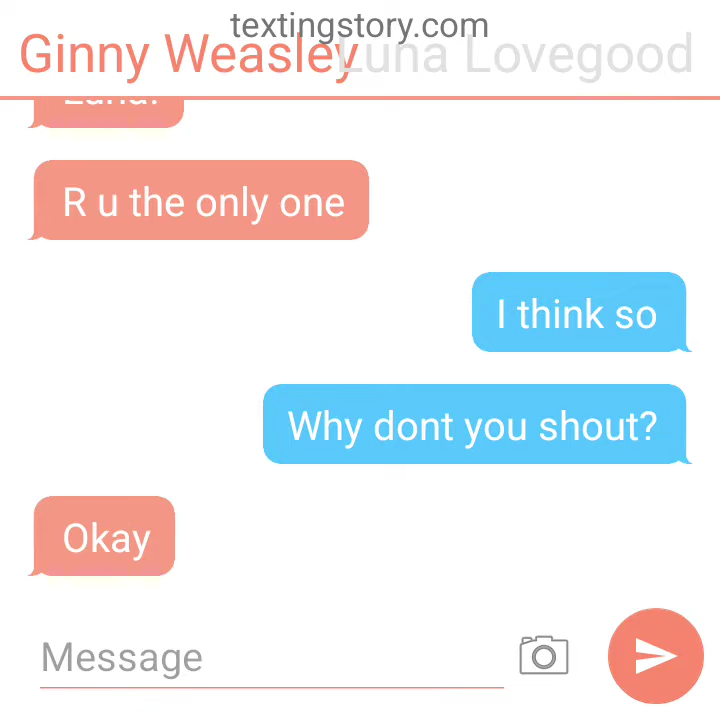 textingstory.com
Ginny Weasley Luna Lovegood
R u the only one
I think so
Why dont you shout?
Okay
Message